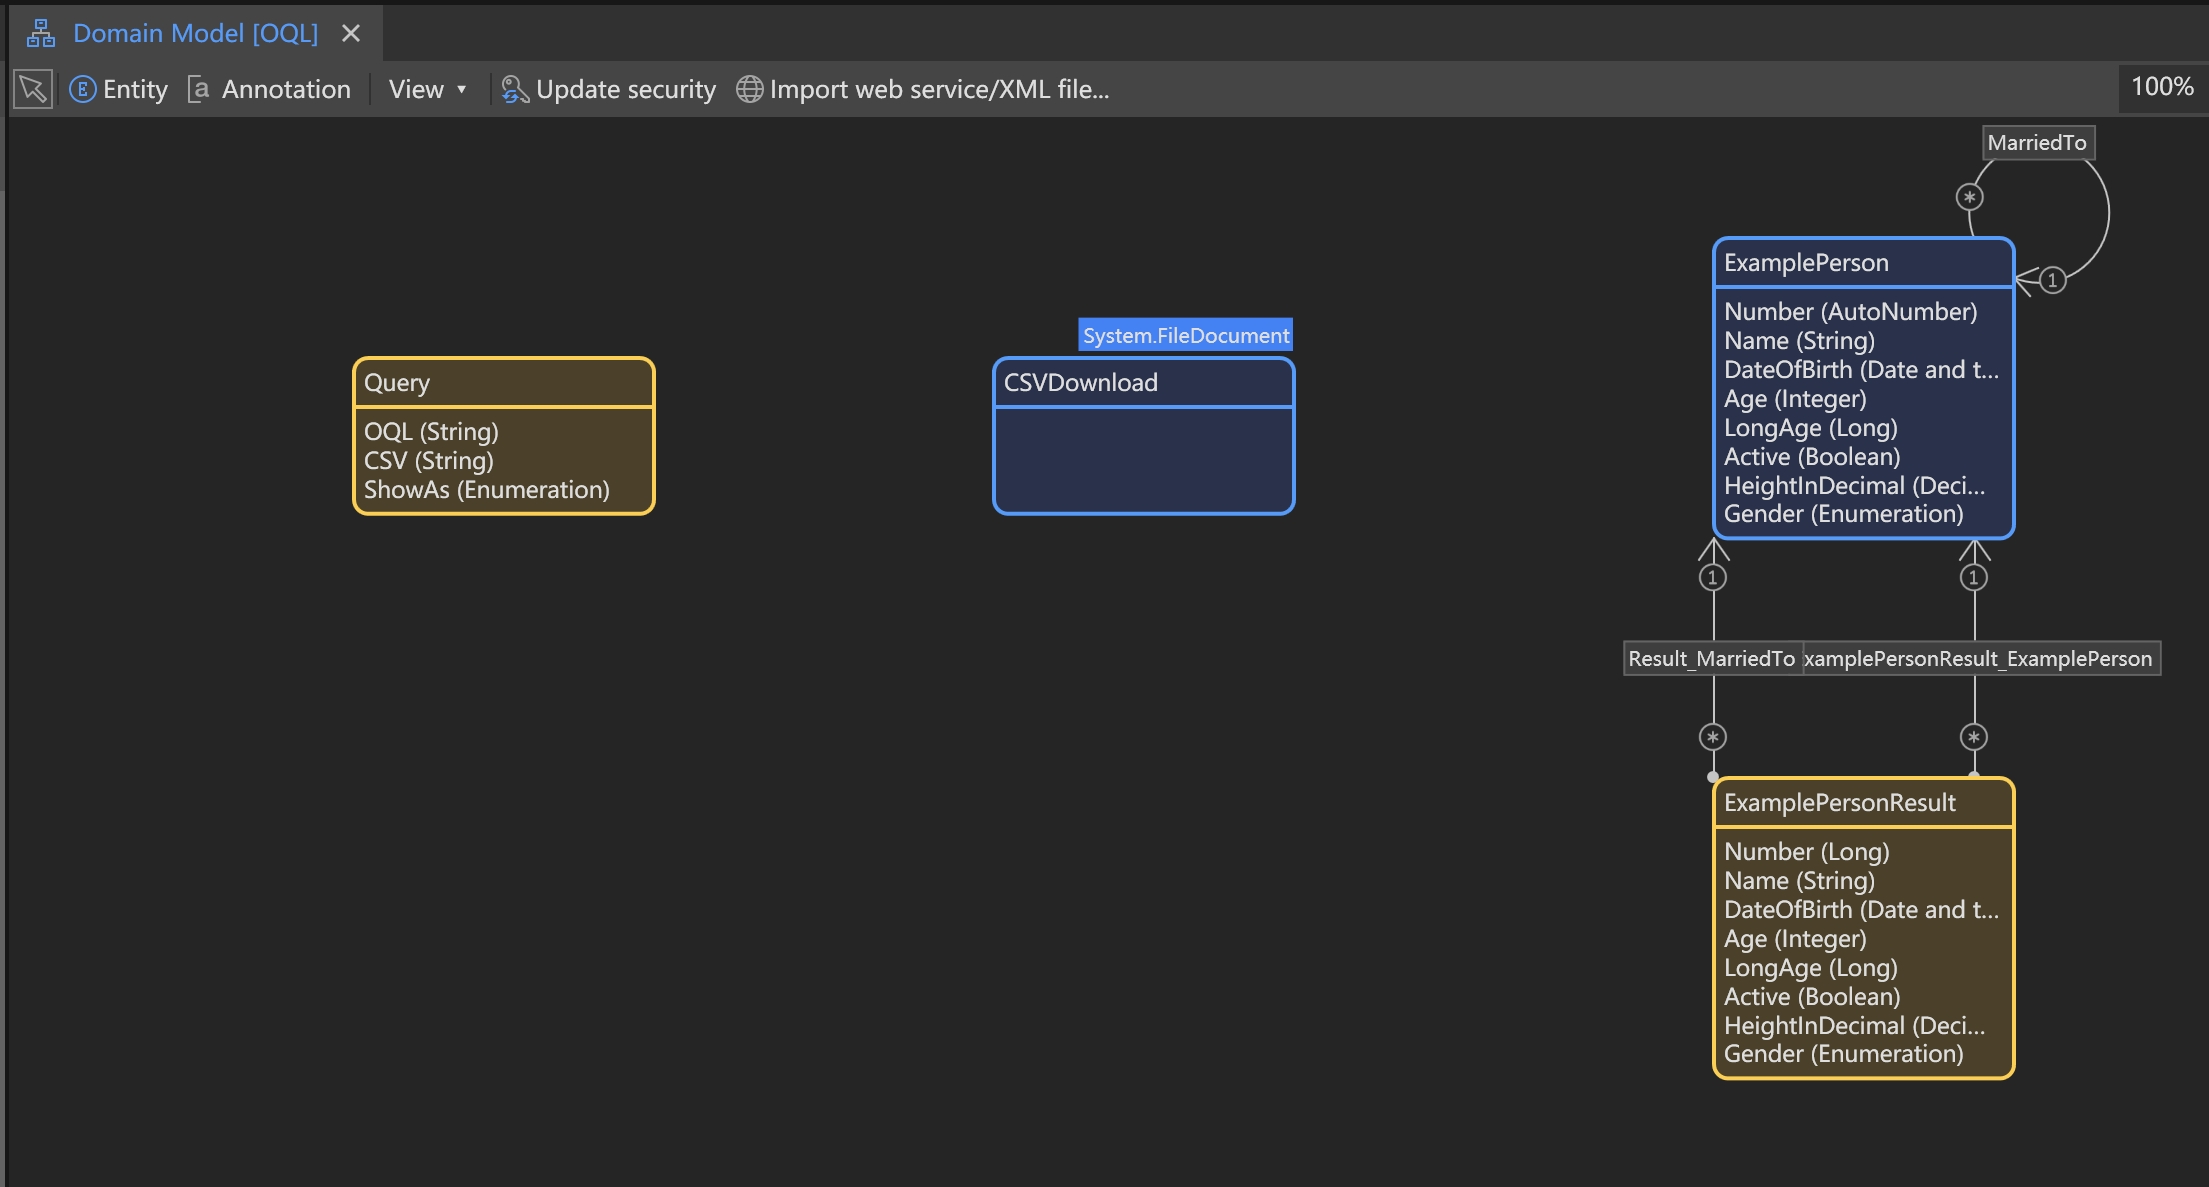 Domain Model [OQL]
Entity
Annotation
View
Update security
Import web service/XML file...
100%
MarriedTo
*
1
ExamplePerson
Number (AutoNumber)
Name (String)
DateOfBirth (Date and t...
Age (Integer)
LongAge (Long)
Active (Boolean)
HeightInDecimal (Deci...
Gender (Enumeration)
System.FileDocument
CSVDownload
Query
OQL (String)
CSV (String)
ShowAs (Enumeration)
1
1
Result_MarriedTo
xamplePersonResult_ExamplePerson
*
*
ExamplePersonResult
Number (Long)
Name (String)
DateOfBirth (Date and t...
Age (Integer)
LongAge (Long)
Active (Boolean)
HeightInDecimal (Deci...
Gender (Enumeration)